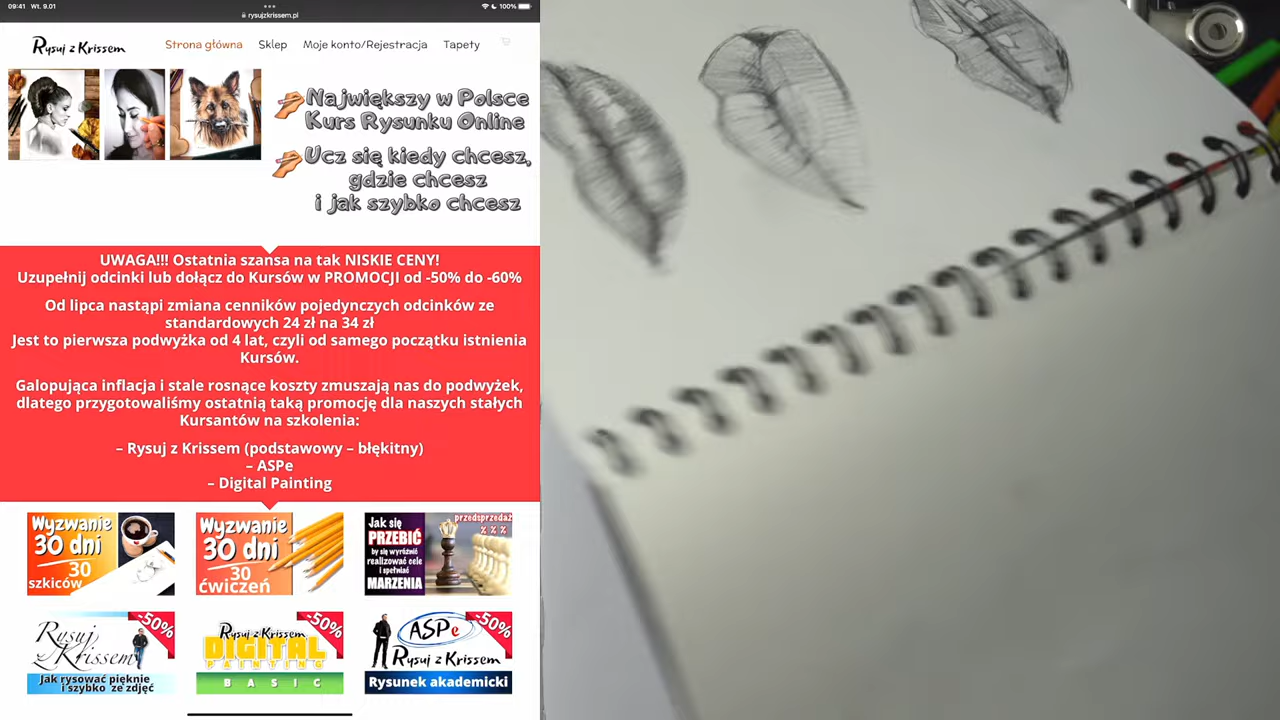 09:41 Wt. 9.01
100%
rysujzkrissem.pl
Rysuj z Krissem
Strona główna Sklep Moje konto/Rejestracja Tapety
Największy w Polsce
Kurs Rysunku Online
Ucz się kiedy chcesz,
gdzie chcesz
i jak szybko chcesz
UWAGA!!! Ostatnia szansa na tak NISKIE CENY!
Uzupełnij odcinki lub dołącz do Kursów w PROMOCJI od -50% do -60%
Od lipca nastąpi zmiana cenników pojedynczych odcinków ze
standardowych 24 zł na 34 zł
Jest to pierwsza podwyżka od 4 lat, czyli od samego początku istnienia
Kursów.
Galopująca inflacja i stale rosnące koszty zmuszają nas do podwyżek,
dlatego przygotowaliśmy ostatnią taką promocję dla naszych stałych
Kursantów na szkolenia:
– Rysuj z Krissem (podstawowy – błękitny)
– ASPe
– Digital Painting
Wyzwanie
30 dni
30
szkiców
Wyzwanie
30 dni
30
ćwiczeń
przedsprzedaż
% % %
Jak się
PRZEBIĆ
by się wyróżnić
realizować cele
i spełniać
MARZENIA
-50%
Rysuj
z Krissem
Jak rysować pięknie
i szybko ze zdjęć
-50%
Rysuj z Krissem
DIGITAL
PAINTING
BASIC
-50%
ASPe
Rysuj z Krissem
Rysunek akademicki